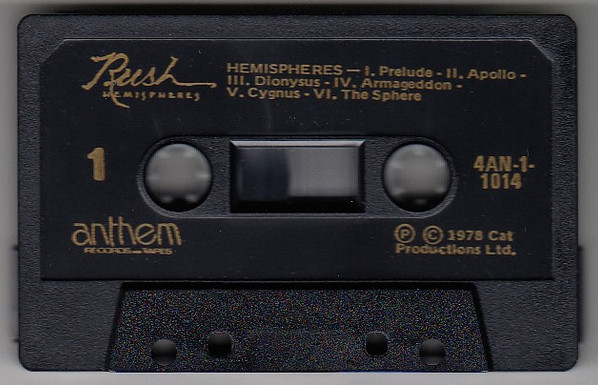 Rush
HEMISPHERES
HEMISPHERES — I. Prelude - II. Apollo -
III. Dionysus - IV. Armageddon -
V. Cygnus - VI. The Sphere
1
4AN-1-
1014
anthem
RECORDS AND TAPES
Ⓟ © 1978 Cat
Productions Ltd.